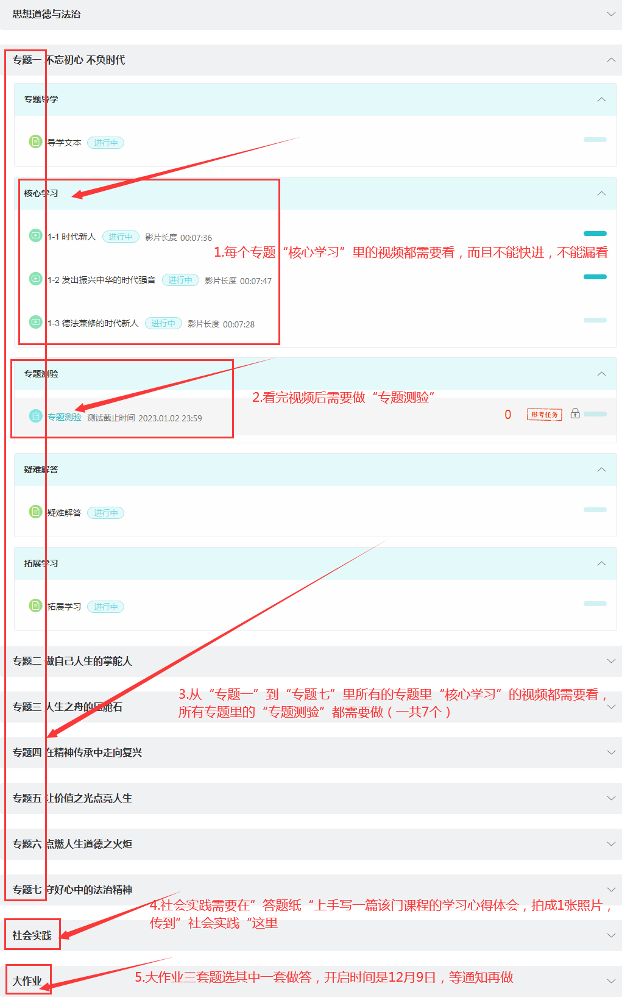 思想道德与法治
专题一 不忘初心 不负时代
专题导学
导学文本 进行中
核心学习
1-1 时代新人 进行中 影片长度 00:07:36
1.每个专题“核心学习”里的视频都需要看，而且不能快进，不能漏看
1-2 发出振兴中华的时代强音 进行中 影片长度 00:07:47
1-3 德法兼修的时代新人 进行中 影片长度 00:07:28
专题测验
2.看完视频后需要做“专题测验”
专题测验 测试截止时间 2023.01.02 23:59 0 形考任务
疑难解答
疑难解答 进行中
拓展学习
拓展学习 进行中
专题二 做自己人生的掌舵人
3.从“专题一”到“专题七”里所有的专题里“核心学习”的视频都需要看，
所有专题里的“专题测验”都需要做（一共7个）
专题三 人生之舟的压舱石
专题四 在精神传承中走向复兴
专题五 让价值之光点亮人生
专题六 点燃人生道德之火炬
专题七 守好心中的法治精神
4.社会实践需要在”答题纸“上手写一篇该门课程的学习心得体会，拍成1张照片，
传到”社会实践“这里
社会实践
5.大作业三套题选其中一套做答，开启时间是12月9日，等通知再做
大作业